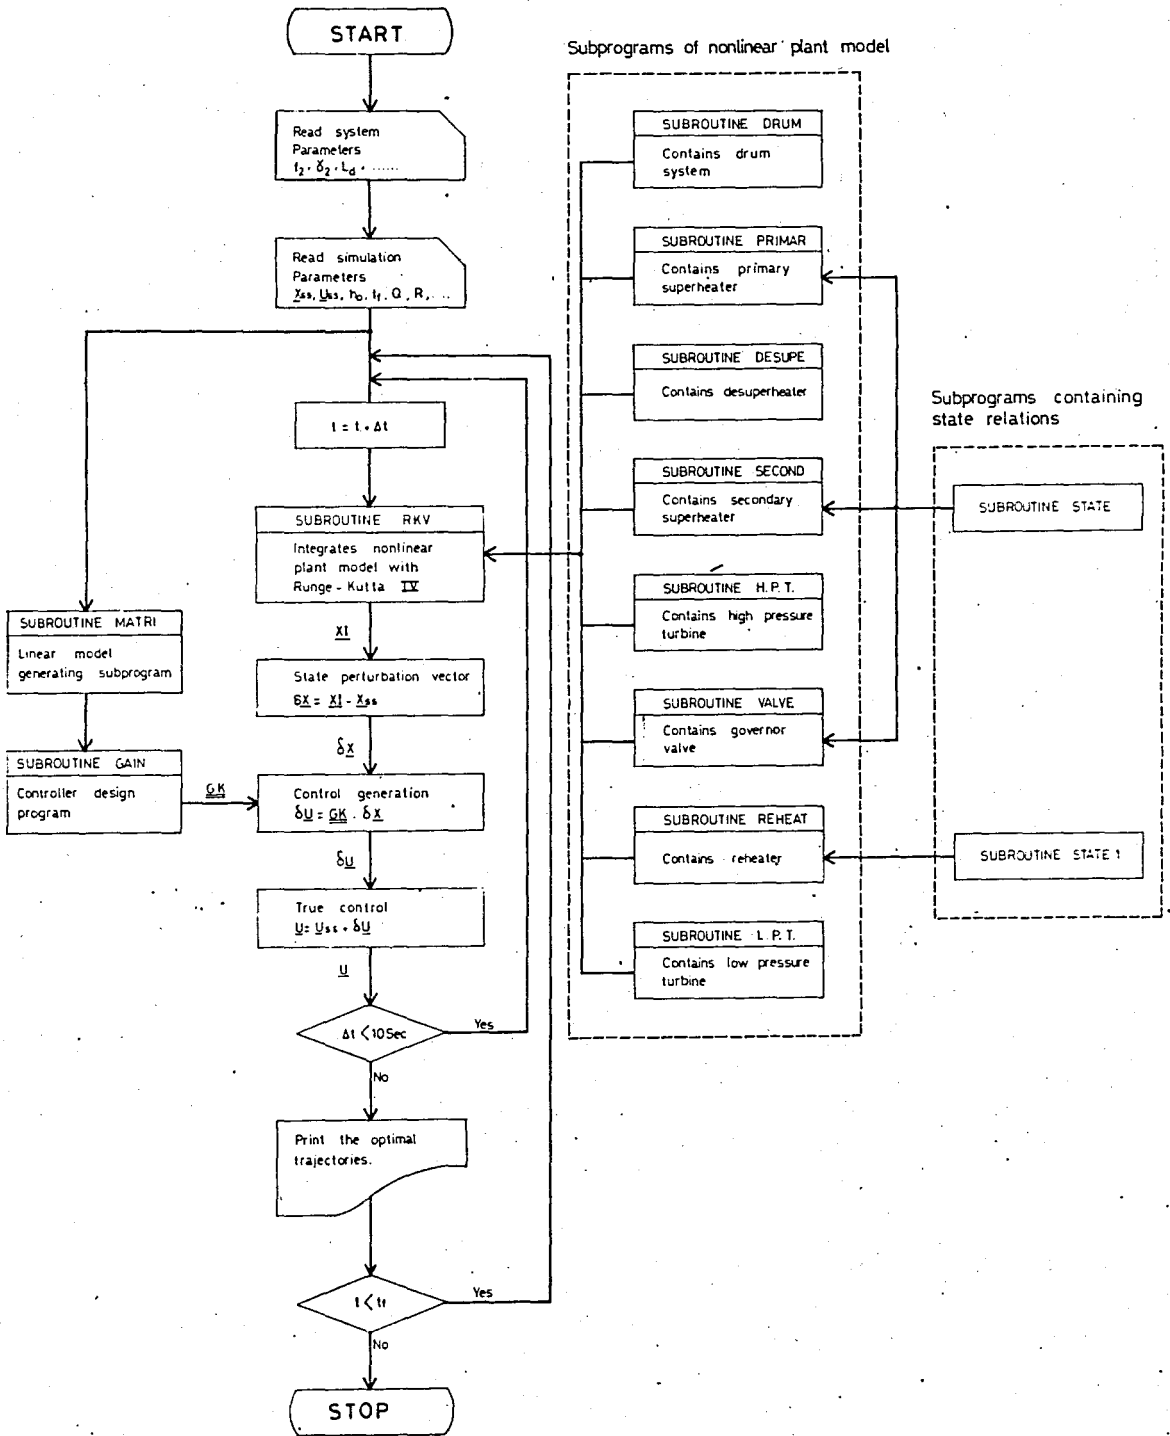 START
Read system
Parameters
f₂, γ₂, L_d, ......
Read simulation
Parameters
Xss, Uss, h₀, t_f, Q, R, ...
t = t + Δt
SUBROUTINE RKV
Integrates nonlinear
plant model with
Runge - Kutta IV
XI
State perturbation vector
δX = XI - Xss
δX
SUBROUTINE MATRI
Linear model
generating subprogram
SUBROUTINE GAIN
Controller design
program
GK
Control generation
δU = GK . δX
δU
True control
U = Uss + δU
U
Δt < 10Sec
Yes
No
Print the optimal
trajectories.
t < tf
Yes
No
STOP
Subprograms of nonlinear plant model
SUBROUTINE DRUM
Contains drum
system
SUBROUTINE PRIMAR
Contains primary
superheater
SUBROUTINE DESUPE
Contains desuperheater
SUBROUTINE SECOND
Contains secondary
superheater
SUBROUTINE H.P.T.
Contains high pressure
turbine
SUBROUTINE VALVE
Contains governor
valve
SUBROUTINE REHEAT
Contains reheater
SUBROUTINE L.P.T.
Contains low pressure
turbine
Subprograms containing
state relations
SUBROUTINE STATE
SUBROUTINE STATE 1